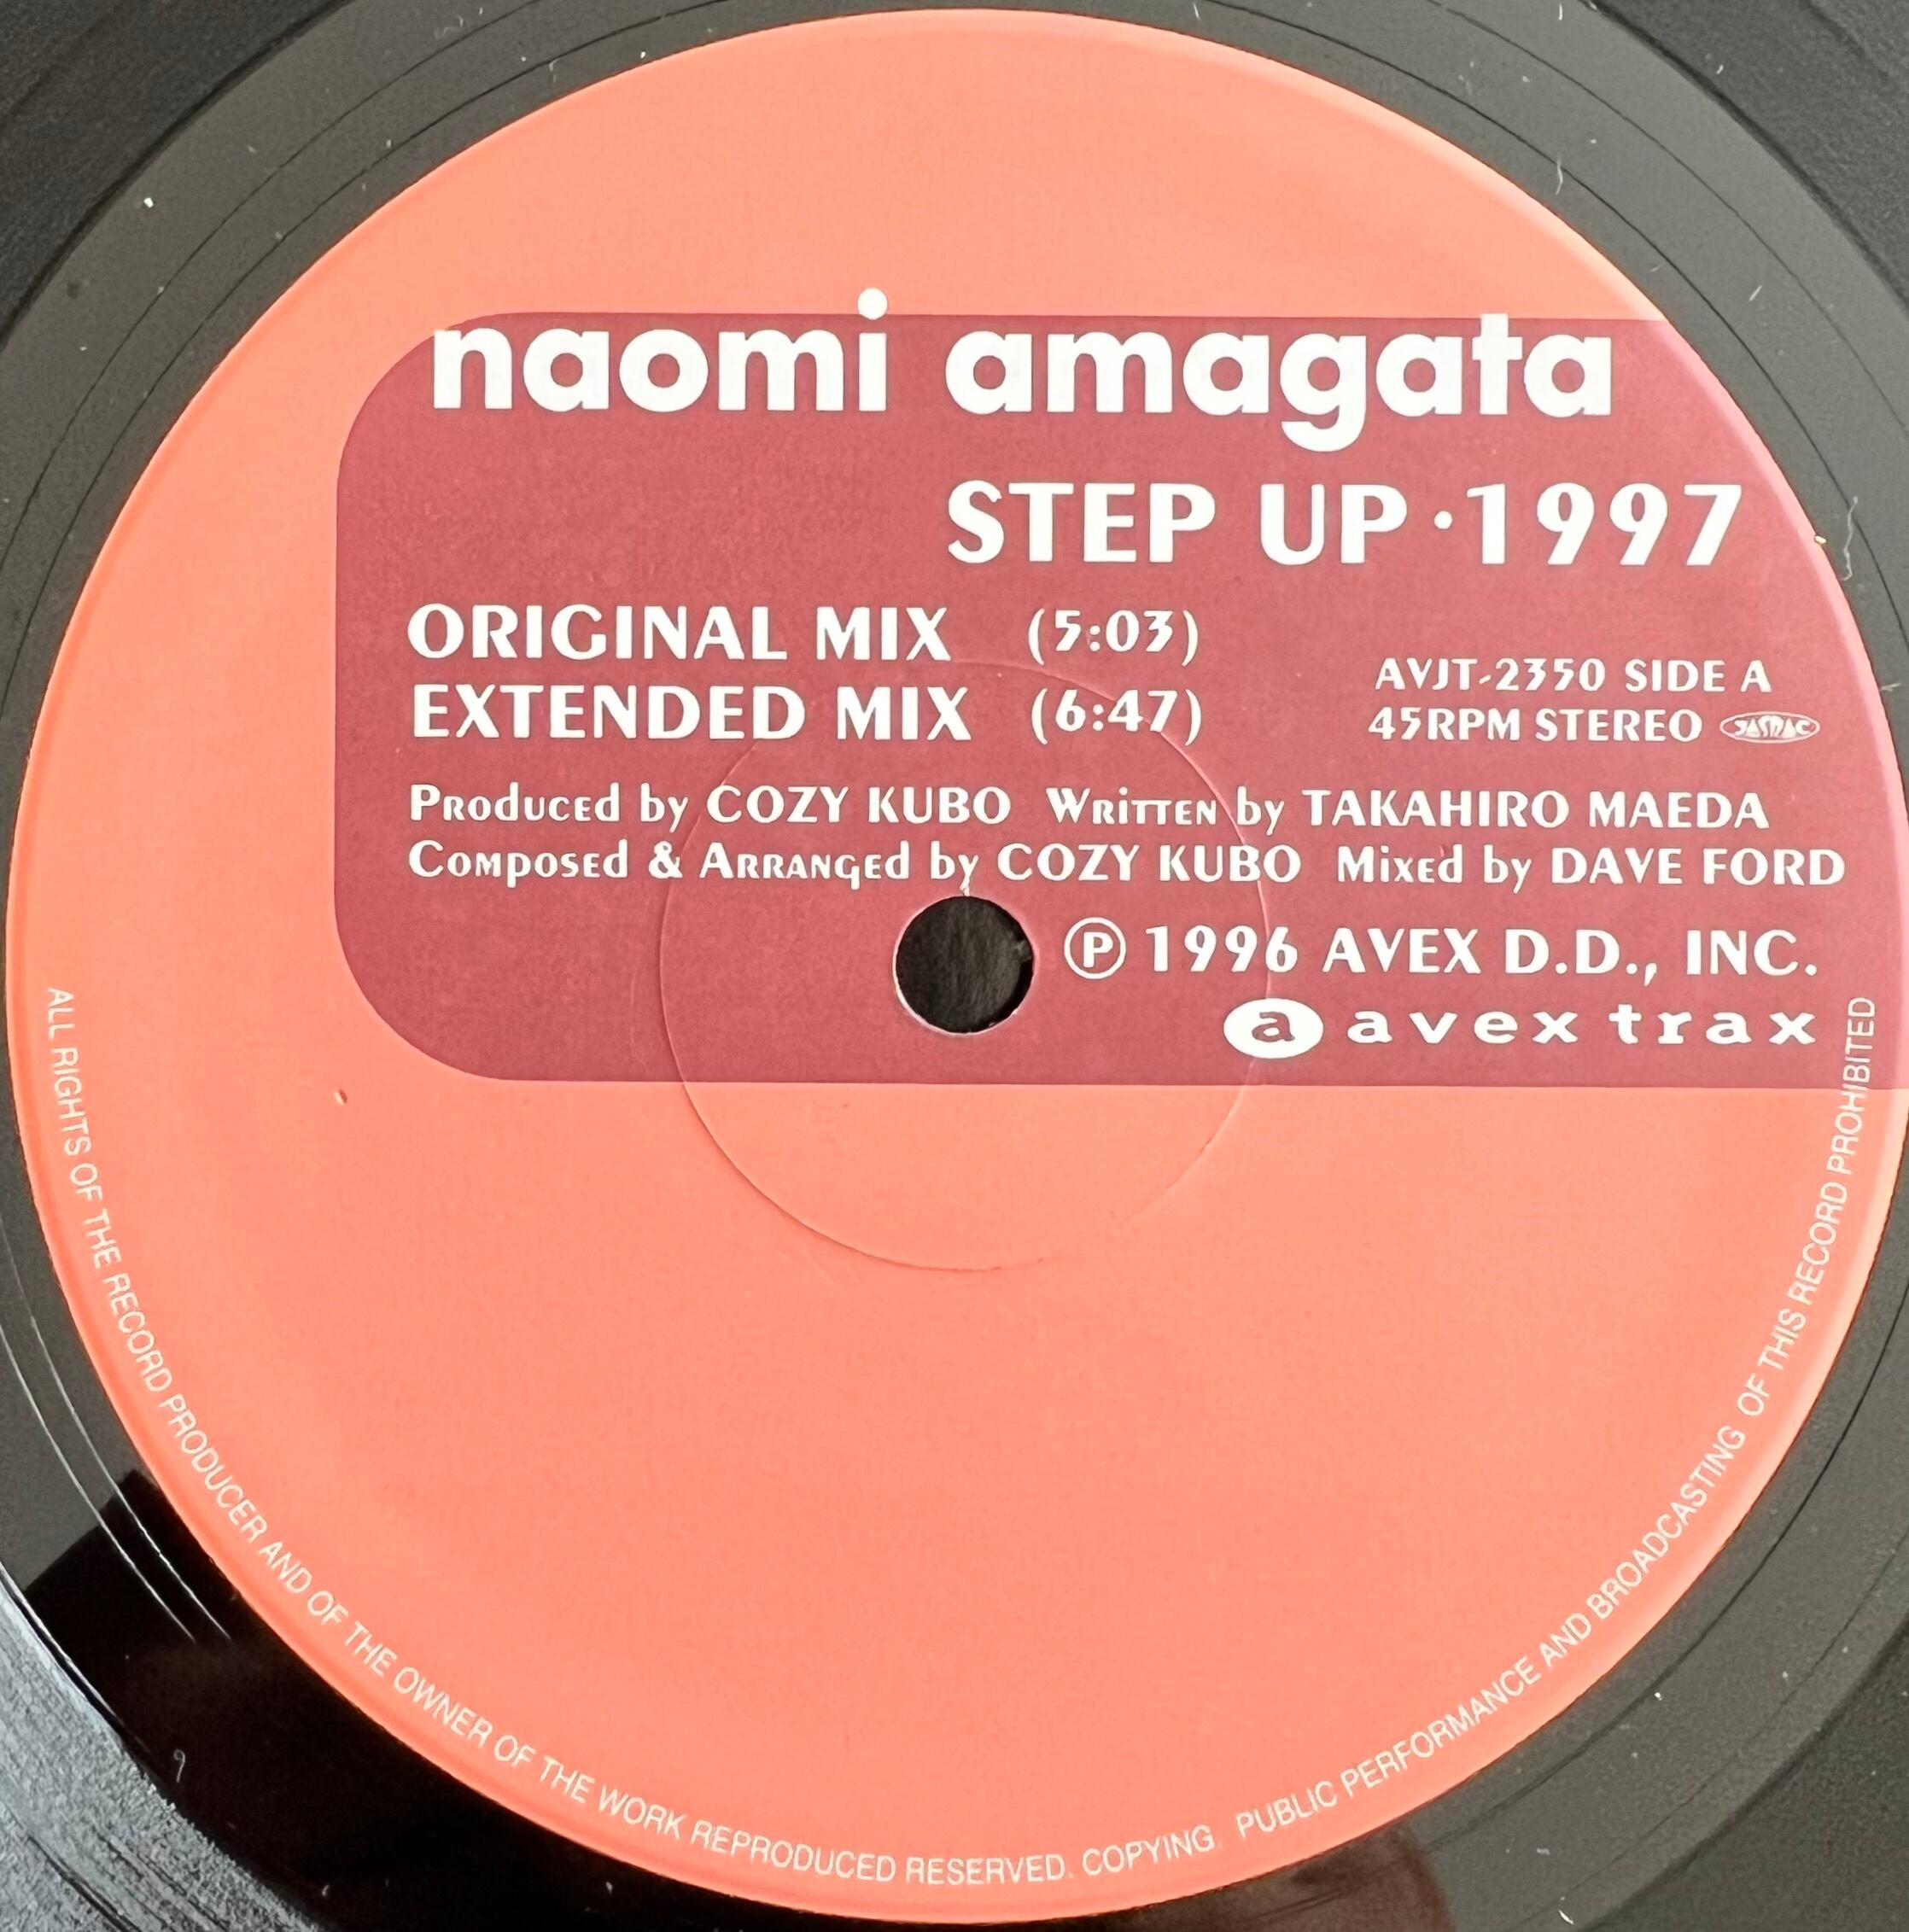 naomi amagata
STEP UP·1997
ORIGINAL MIX (5:03)
EXTENDED MIX (6:47)
AVJT-2350 SIDE A
45RPM STEREO JASRAC
Produced by COZY KUBO Written by TAKAHIRO MAEDA
Composed & Arranged by COZY KUBO Mixed by DAVE FORD
Ⓟ 1996 AVEX D.D., INC.
a avex trax
ALL RIGHTS OF THE RECORD PRODUCER AND OF THE OWNER OF THE WORK REPRODUCED RESERVED. COPYING. PUBLIC PERFORMANCE AND BROADCASTING OF THIS RECORD PROHIBITED